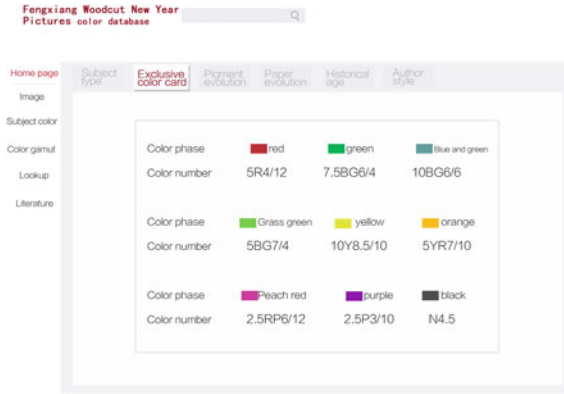 Fengxiang Woodcut New Year
Pictures color database
Home page
Image
Subject color
Color gamut
Lookup
Literature
Subject type
Exclusive color card
Pigment evolution
Paper evolution
Historical age
Author style
Color phase red green Blue and green
Color number 5R4/12 7.5BG6/4 10BG6/6
Color phase Grass green yellow orange
Color number 5BG7/4 10Y8.5/10 5YR7/10
Color phase Peach red purple black
Color number 2.5RP6/12 2.5P3/10 N4.5